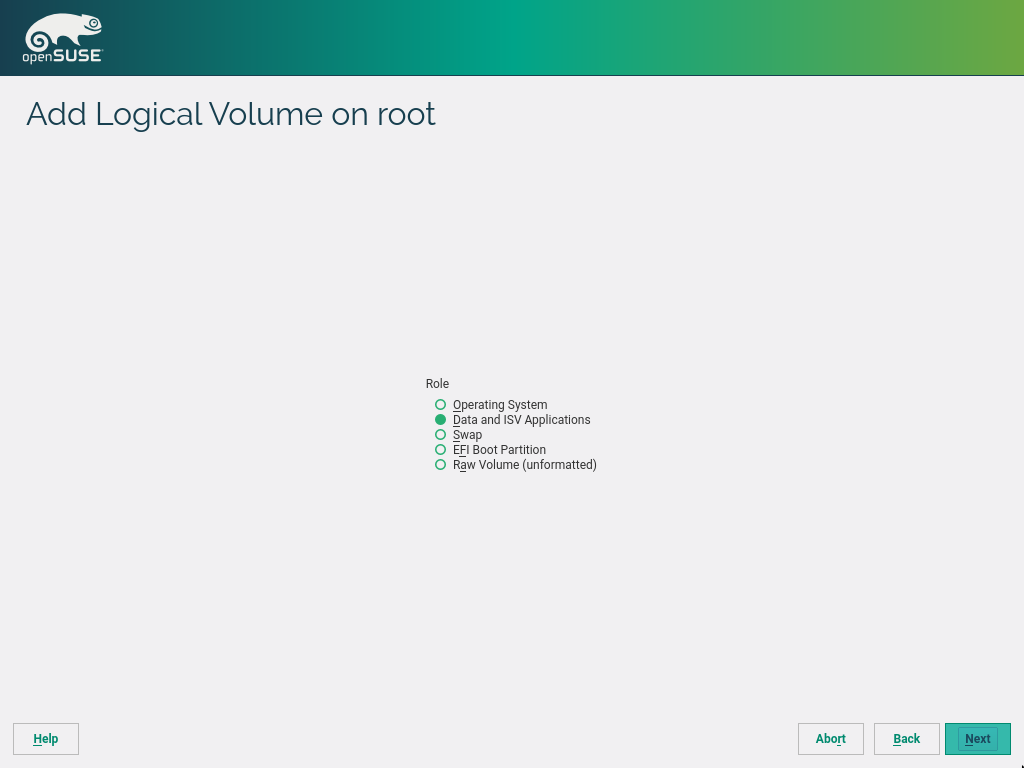 openSUSE
Add Logical Volume on root
Role
Operating System
Data and ISV Applications
Swap
EFI Boot Partition
Raw Volume (unformatted)
Help
Abort
Back
Next